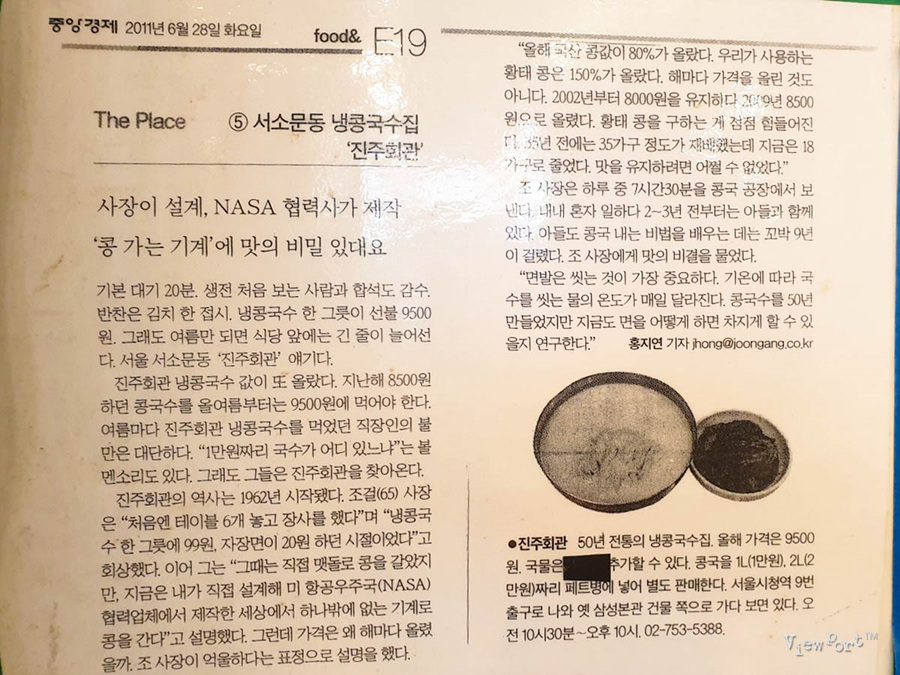 중앙경제 2011년 6월 28일 화요일
food& E19
The Place ⑤ 서소문동 냉콩국수집
‘진주회관’
사장이 설계, NASA 협력사가 제작
‘콩 가는 기계’에 맛의 비밀 있대요
기본 대기 20분. 생전 처음 보는 사람과 합석도 감수.
반찬은 김치 한 접시. 냉콩국수 한 그릇이 선불 9500
원. 그래도 여름만 되면 식당 앞에는 긴 줄이 늘어선
다. 서울 서소문동 ‘진주회관’ 얘기다.
진주회관 냉콩국수 값이 또 올랐다. 지난해 8500원
하던 콩국수를 올여름부터는 9500원에 먹어야 한다.
여름마다 진주회관 냉콩국수를 먹었던 직장인의 불
만은 대단하다. “1만원짜리 국수가 어디 있느냐”는 볼
멘소리도 있다. 그래도 그들은 진주회관을 찾아온다.
진주회관의 역사는 1962년 시작됐다. 조걸(65) 사장
은 “처음엔 테이블 6개 놓고 장사를 했다”며 “냉콩국
수 한 그릇에 99원, 자장면이 20원 하던 시절이었다”고
회상했다. 이어 그는 “그때는 직접 맷돌로 콩을 갈았지
만, 지금은 내가 직접 설계해 미 항공우주국(NASA)
협력업체에서 제작한 세상에서 하나밖에 없는 기계로
콩을 간다”고 설명했다. 그런데 가격은 왜 해마다 올렸
을까. 조 사장이 억울하다는 표정으로 설명을 했다.
“올해 국산 콩값이 80%가 올랐다. 우리가 사용하는
황태 콩은 150%가 올랐다. 해마다 가격을 올린 것도
아니다. 2002년부터 8000원을 유지하다 2009년 8500
원으로 올렸다. 황태 콩을 구하는 게 점점 힘들어진
다. 35년 전에는 35가구 정도가 재배했는데 지금은 18
가구로 줄었다. 맛을 유지하려면 어쩔 수 없었다.”
조 사장은 하루 중 7시간30분을 콩국 공장에서 보
낸다. 내내 혼자 일하다 2~3년 전부터는 아들과 함께
있다. 아들도 콩국 내는 비법을 배우는 데는 꼬박 9년
이 걸렸다. 조 사장에게 맛의 비결을 물었다.
“면발은 씻는 것이 가장 중요하다. 기온에 따라 국
수를 씻는 물의 온도가 매일 달라진다. 콩국수를 50년
만들었지만 지금도 면을 어떻게 하면 차지게 할 수 있
을지 연구한다.” 홍지연 기자 jhong@joongang.co.kr
●진주회관 50년 전통의 냉콩국수집. 올해 가격은 9500
원. 국물은 추가할 수 있다. 콩국을 1L(1만원), 2L(2
만원)짜리 페트병에 넣어 별도 판매한다. 서울시청역 9번
출구로 나와 옛 삼성본관 건물 쪽으로 가다 보면 있다. 오
전 10시30분~오후 10시. 02-753-5388.
ViewPort™